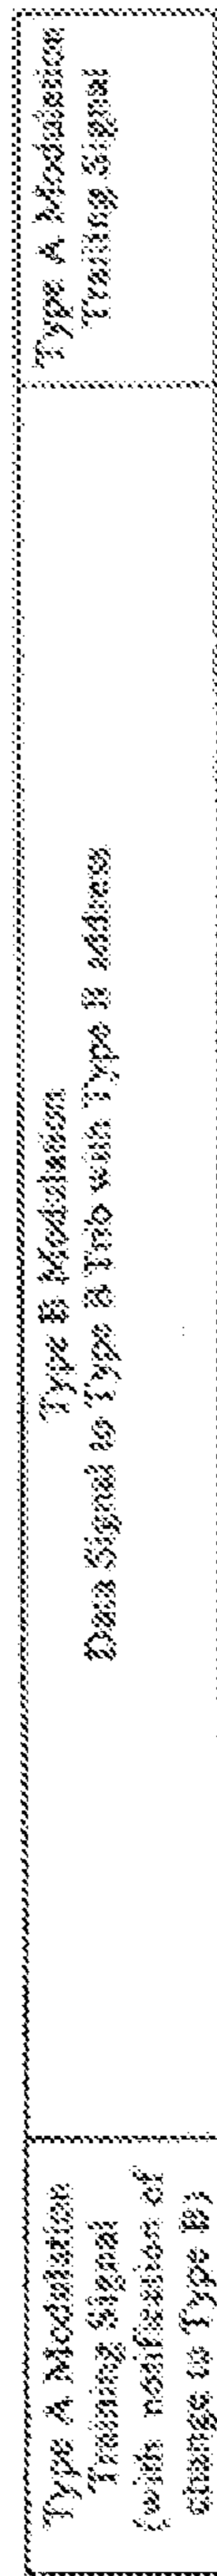 Type A Modulation
Training Signal
(with notification of
change to Type B)
Type B Modulation
Data Signal to Type B Trib with Type B address
Type A Modulation
Trailing Signal